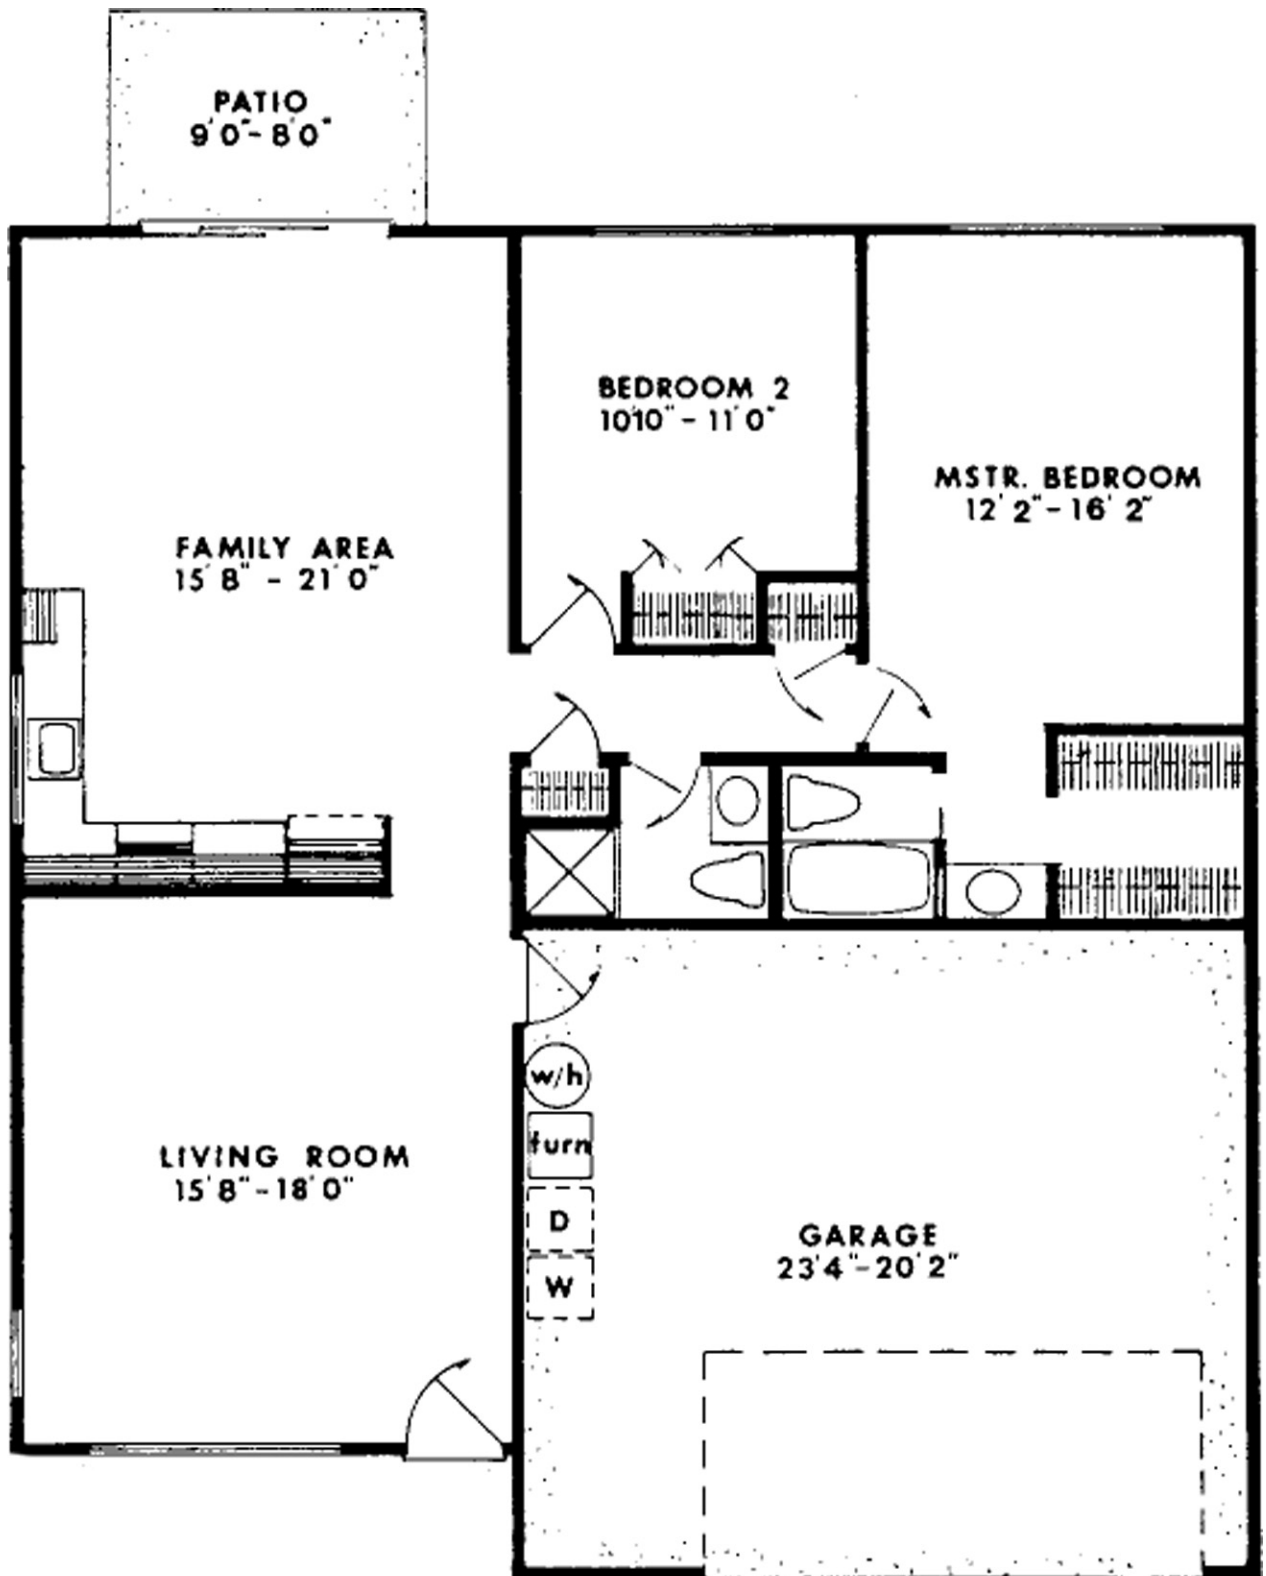 PATIO
9'0"-8'0"
BEDROOM 2
10'10" - 11'0"
MSTR. BEDROOM
12'2"-16'2"
FAMILY AREA
15'8" - 21'0"
w/h
furn
LIVING ROOM
15'8"-18'0"
D
W
GARAGE
23'4"-20'2"